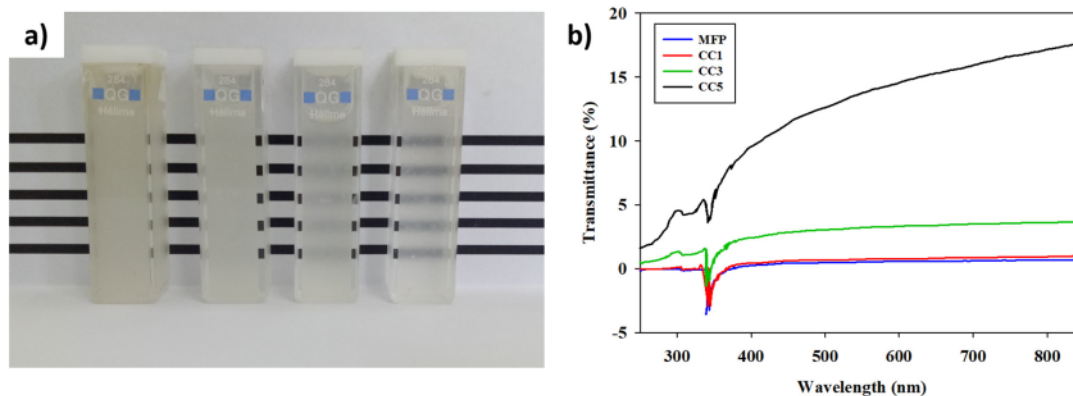 a)
284 284 284 284
QG QG QG QG
Hellma Hellma Hellma Hellma
b)
20
15
10
5
0
-5
Transmittance (%)
MFP
CC1
CC3
CC5
300 400 500 600 700 800
Wavelength (nm)